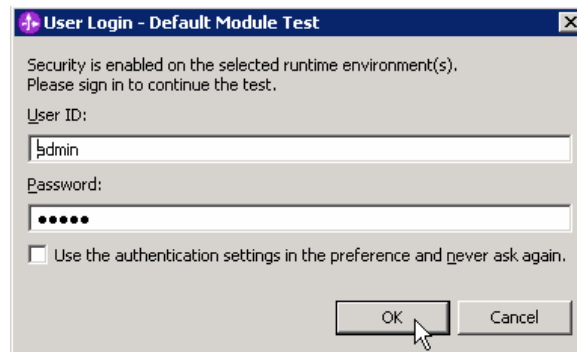 User Login - Default Module Test
Security is enabled on the selected runtime environment(s).
Please sign in to continue the test.
User ID:
admin
Password:
●●●●●
Use the authentication settings in the preference and never ask again.
OK
Cancel